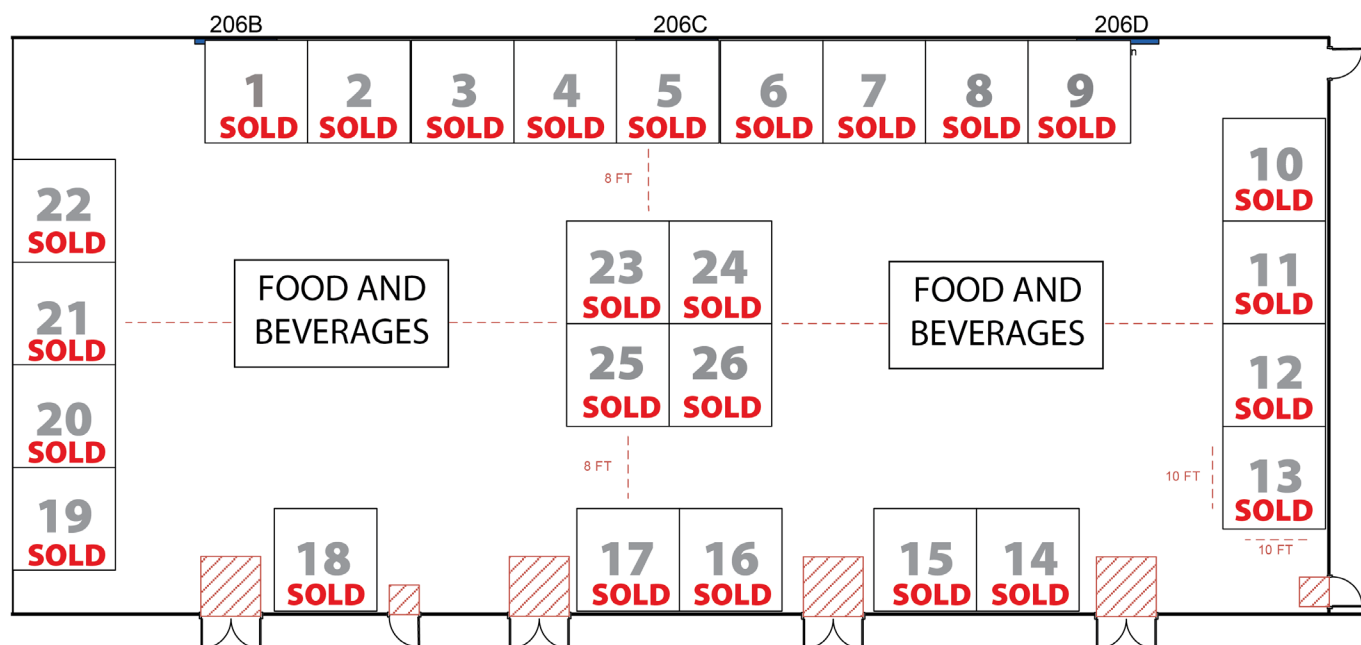 206B
206C
206D
n
1
SOLD
2
SOLD
3
SOLD
4
SOLD
5
SOLD
6
SOLD
7
SOLD
8
SOLD
9
SOLD
10
SOLD
11
SOLD
12
SOLD
13
SOLD
10 FT
10 FT
14
SOLD
15
SOLD
16
SOLD
17
SOLD
18
SOLD
19
SOLD
20
SOLD
21
SOLD
22
SOLD
8 FT
23
SOLD
24
SOLD
25
SOLD
26
SOLD
8 FT
FOOD AND
BEVERAGES
FOOD AND
BEVERAGES